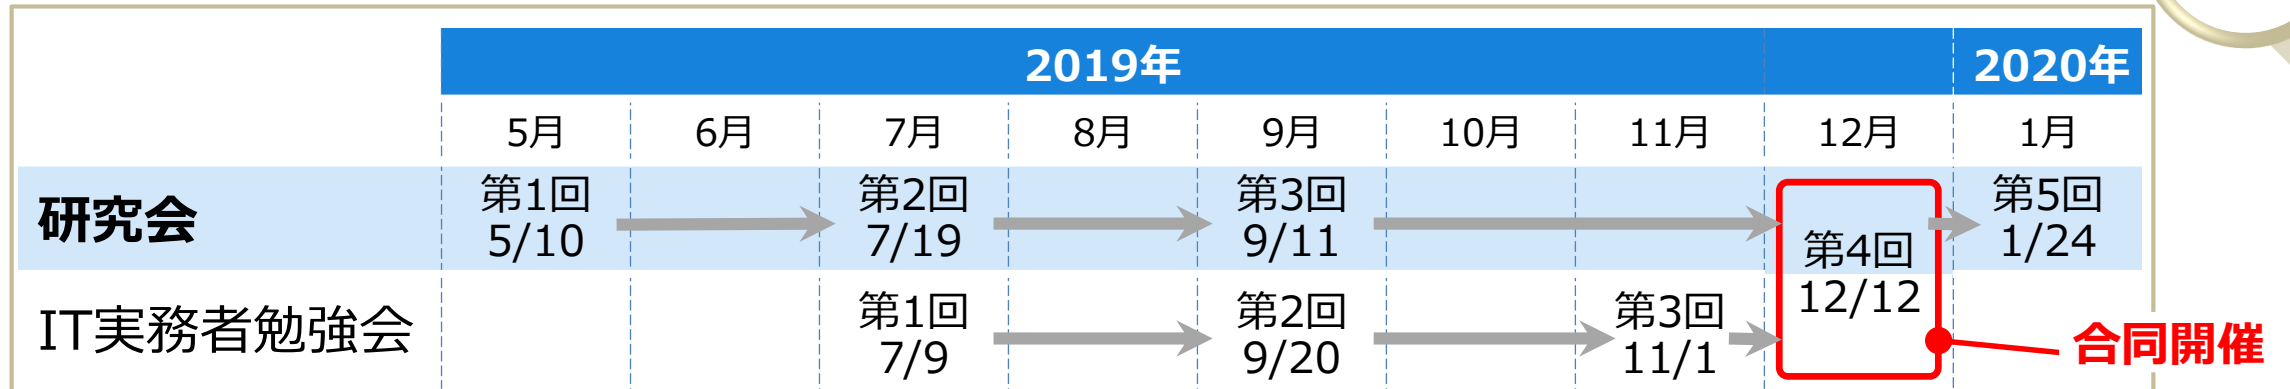 2019年 2020年
5月 6月 7月 8月 9月 10月 11月 12月 1月
研究会
第1回
5/10
第2回
7/19
第3回
9/11
第4回
12/12
第5回
1/24
IT実務者勉強会
第1回
7/9
第2回
9/20
第3回
11/1
合同開催